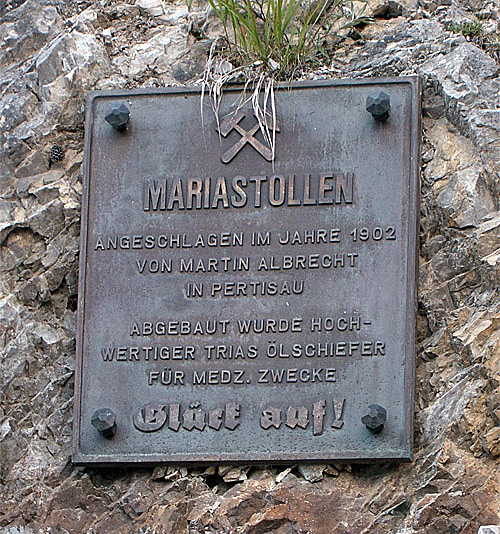 MARIASTOLLEN
ANGESCHLAGEN IM JAHRE 1902
VON MARTIN ALBRECHT
IN PERTISAU
ABGEBAUT WURDE HOCH-
WERTIGER TRIAS ÖLSCHIEFER
FÜR MEDZ. ZWECKE
Glück auf!